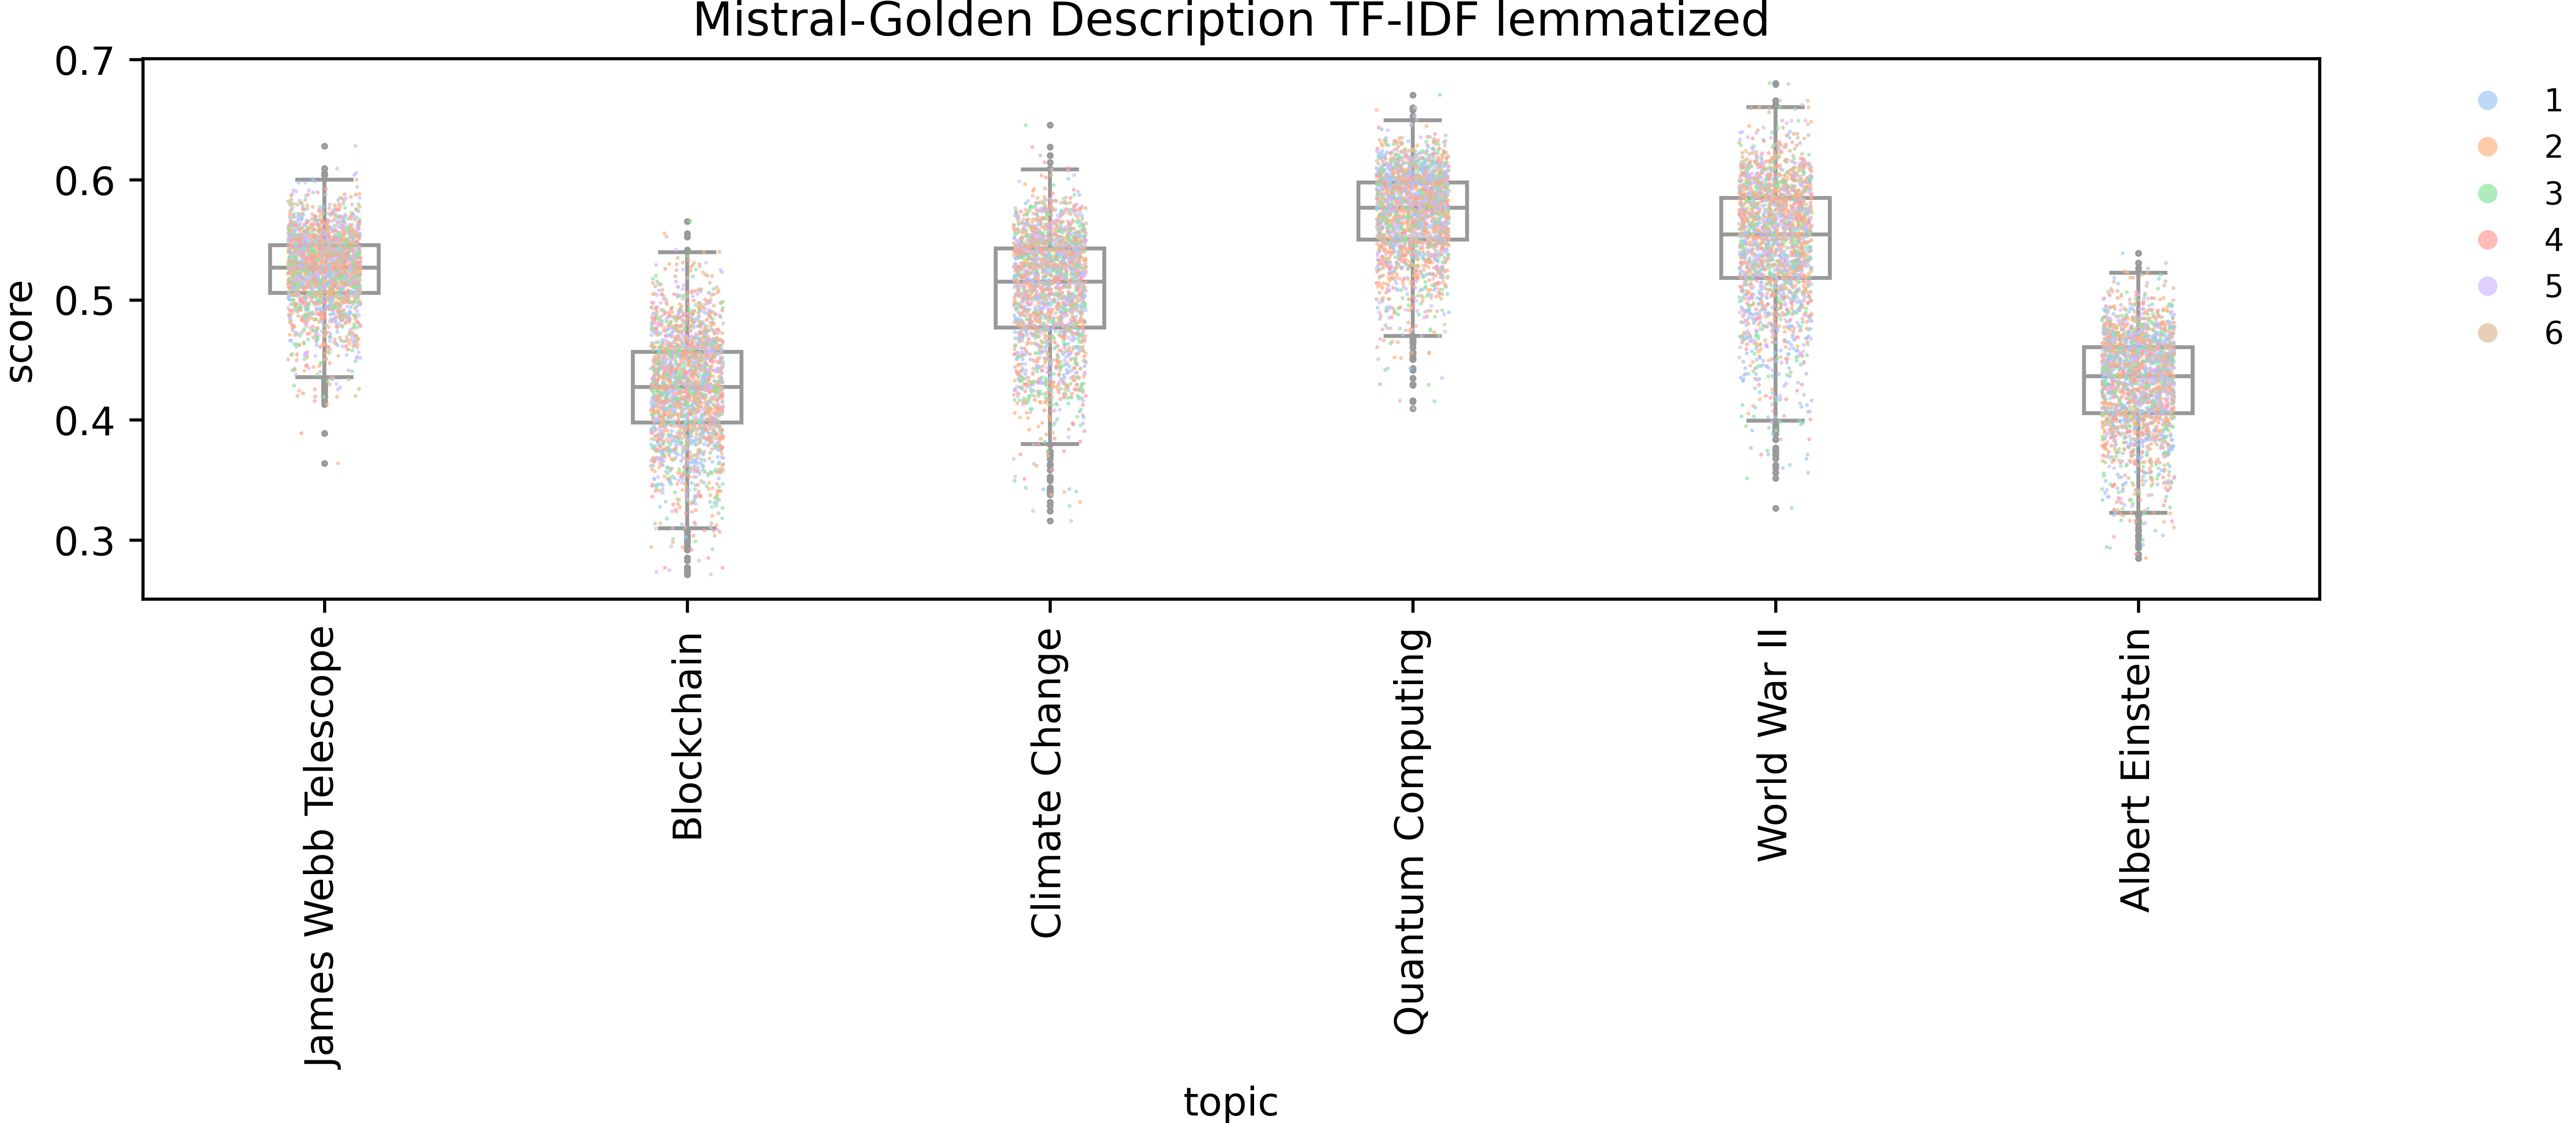 Mistral-Golden Description TF-IDF lemmatized
0.7
0.6
0.5
0.4
0.3
score
1
2
3
4
5
6
James Webb Telescope
Blockchain
Climate Change
Quantum Computing
World War II
Albert Einstein
topic